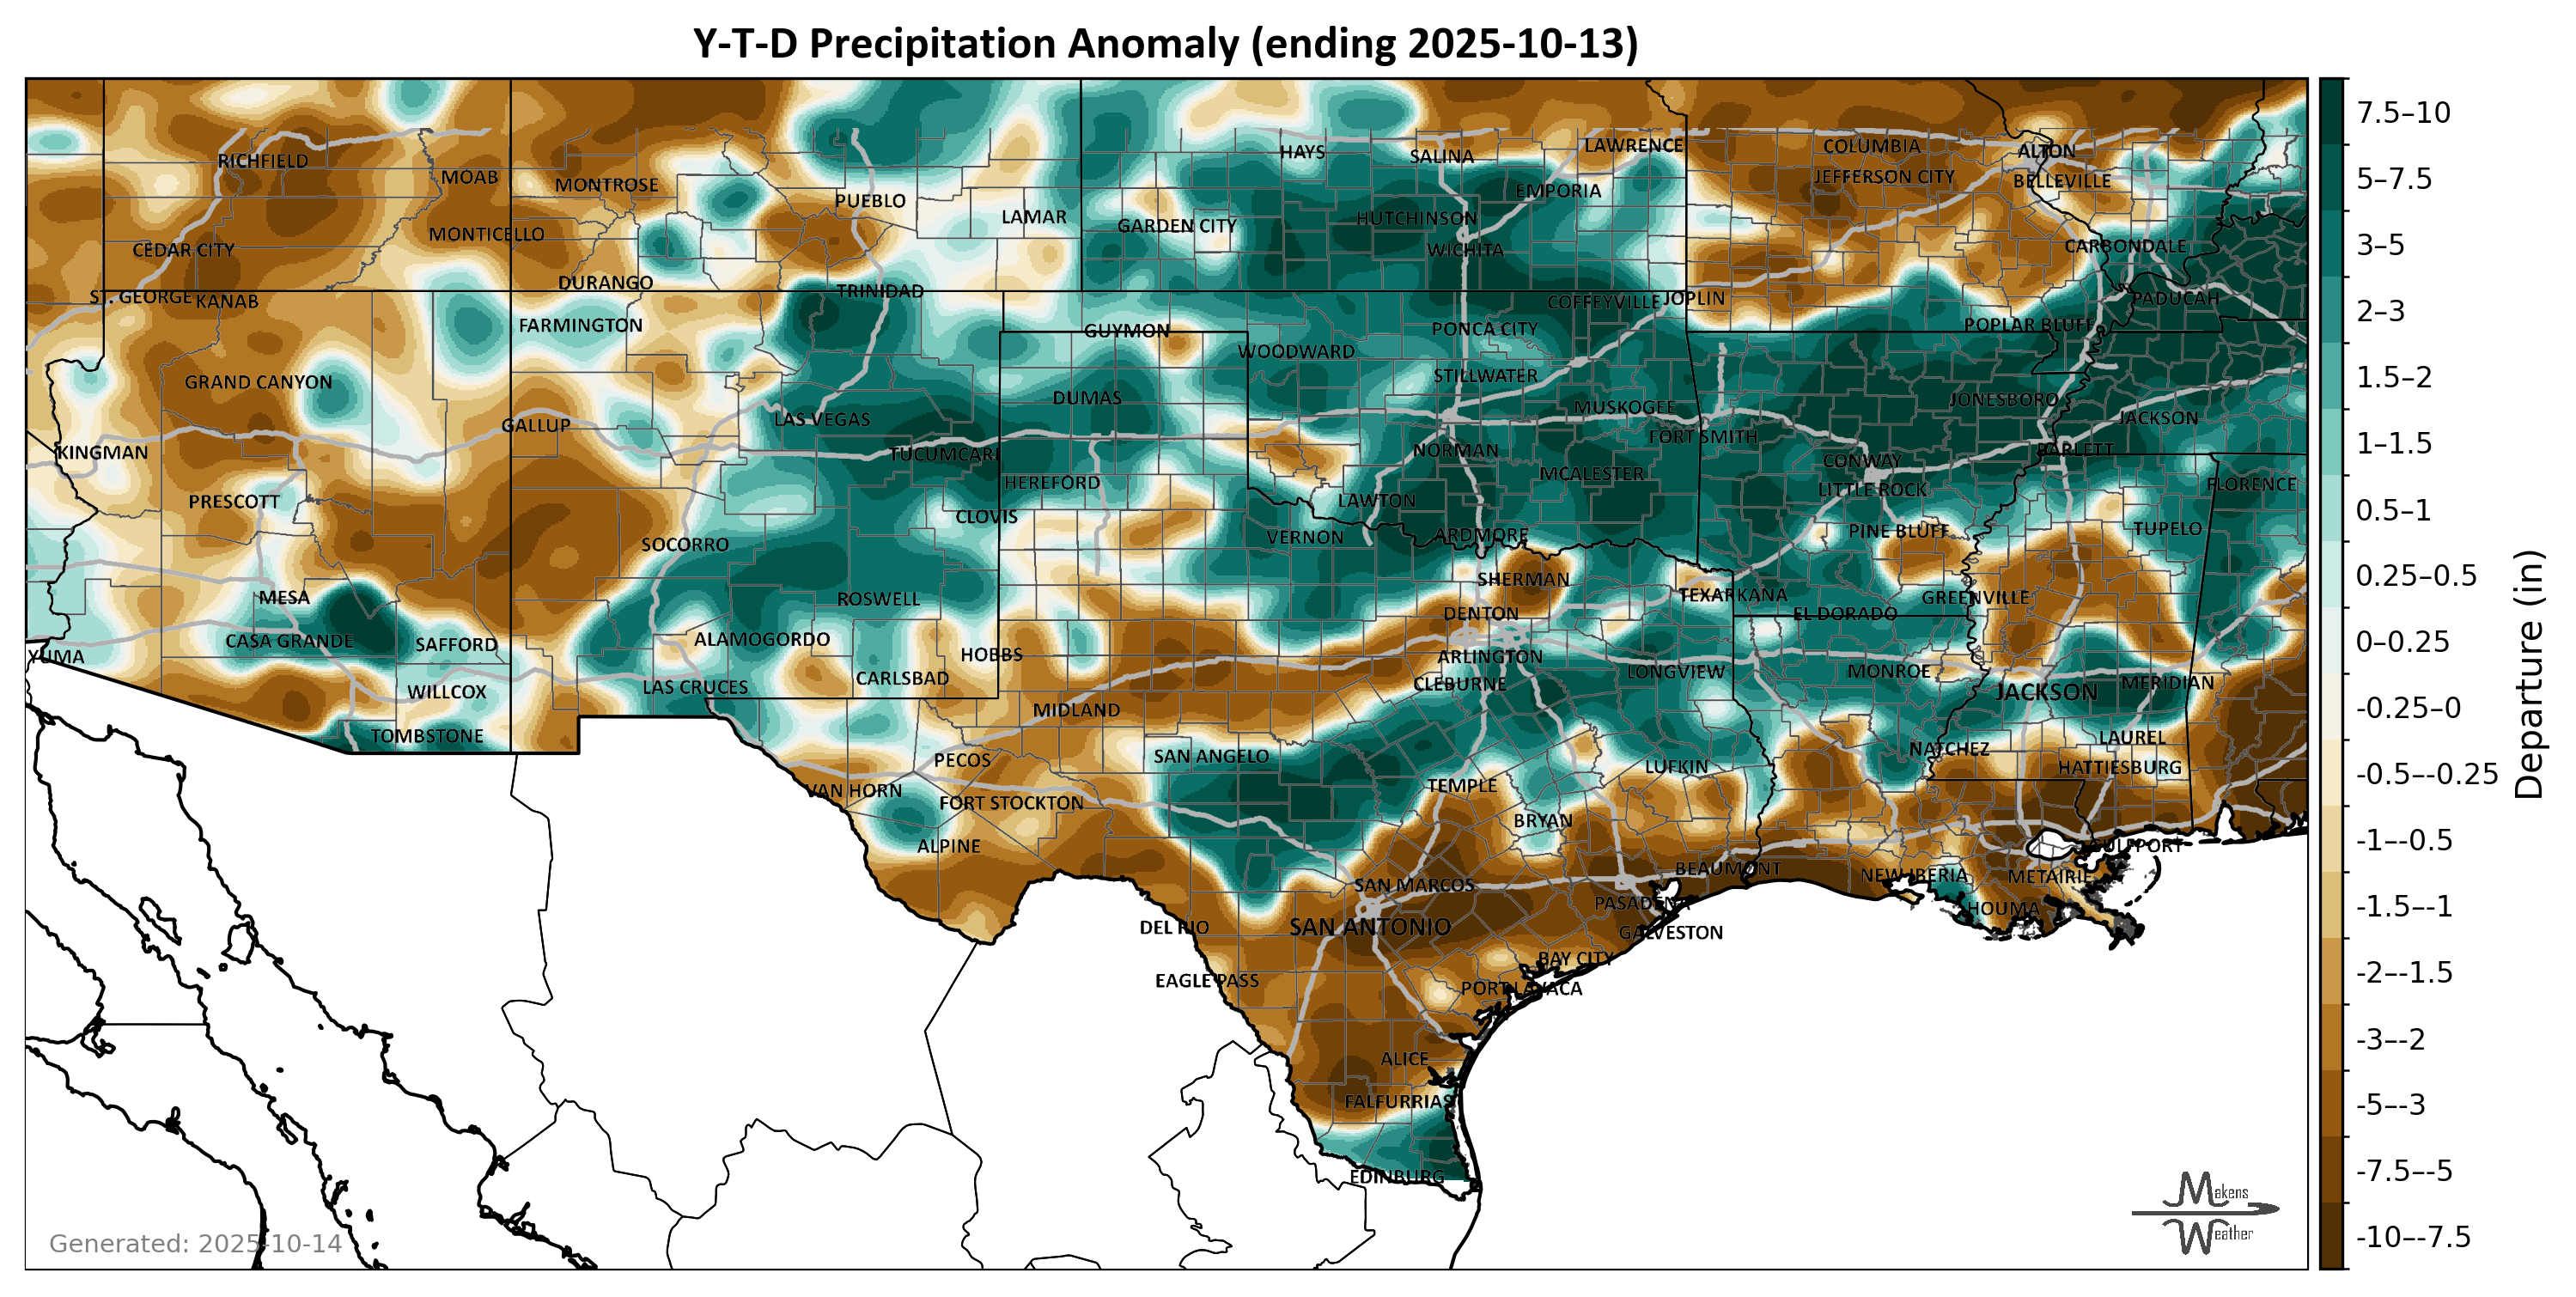 Y-T-D Precipitation Anomaly (ending 2025-10-13)
RICHFIELD
MOAB
MONTROSE
PUEBLO
LAMAR
HAYS
SALINA
LAWRENCE
COLUMBIA
ALTON
JEFFERSON CITY
BELLEVILLE
EMPORIA
GARDEN CITY
HUTCHINSON
WICHITA
CEDAR CITY
MONTICELLO
CARBONDALE
DURANGO
TRINIDAD
ST. GEORGE
KANAB
COFFEYVILLE
JOPLIN
PADUCAH
FARMINGTON
GUYMON
PONCA CITY
POPLAR BLUFF
WOODWARD
GRAND CANYON
DUMAS
STILLWATER
MUSKOGEE
JONESBORO
JACKSON
GALLUP
LAS VEGAS
FORT SMITH
KINGMAN
TUCUMCARI
NORMAN
BARLETT
CONWAY
MCALESTER
HEREFORD
LITTLE ROCK
FLORENCE
PRESCOTT
LAWTON
CLOVIS
PINE BLUFF
TUPELO
SOCORRO
VERNON
ARDMORE
SHERMAN
MESA
ROSWELL
TEXARKANA
GREENVILLE
DENTON
EL DORADO
CASA GRANDE
SAFFORD
ALAMOGORDO
HOBBS
ARLINGTON
YUMA
LONGVIEW
MONROE
WILLCOX
LAS CRUCES
CARLSBAD
CLEBURNE
JACKSON
MERIDIAN
MIDLAND
TOMBSTONE
PECOS
SAN ANGELO
NATCHEZ
LAUREL
LUFKIN
HATTIESBURG
VAN HORN
FORT STOCKTON
TEMPLE
BRYAN
ALPINE
GULFPORT
BEAUMONT
NEW IBERIA
METAIRIE
SAN MARCOS
PASADENA
HOUMA
DEL RIO
SAN ANTONIO
GALVESTON
BAY CITY
EAGLE PASS
PORT LAVACA
ALICE
FALFURRIAS
EDINBURG
Generated: 2025-10-14
Makens
Weather
7.5–10
5–7.5
3–5
2–3
1.5–2
1–1.5
0.5–1
0.25–0.5
0–0.25
-0.25–0
-0.5–-0.25
-1–-0.5
-1.5–-1
-2–-1.5
-3–-2
-5–-3
-7.5–-5
-10–-7.5
Departure (in)